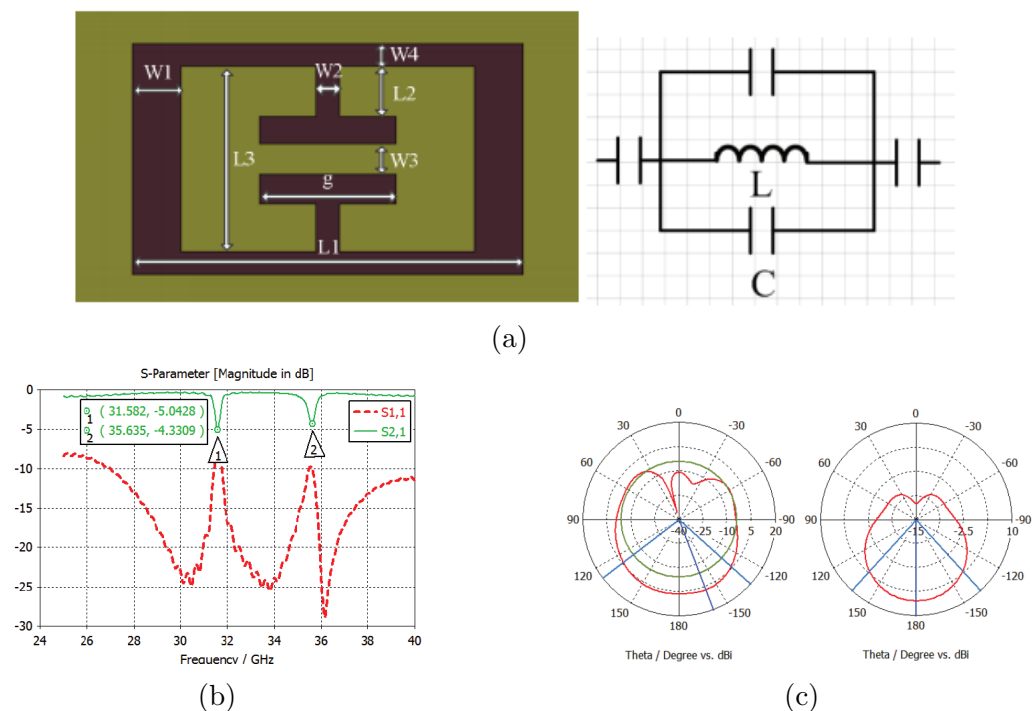 W4
W1
W2
L2
L3
W3
g
L1
L
C
(a)
S-Parameter [Magnitude in dB]
0
-5
-10
-15
-20
-25
-30
1 ( 31.582, -5.0428 )
2 ( 35.635, -4.3309 )
S1,1
S2,1
1
2
24 26 28 30 32 34 36 38 40
Frequency / GHz
(b)
0
30 -30
60 -60
90 -40 -25 -10 5 20 -90
120 -120
150 -150
180
Theta / Degree vs. dBi
0
30 -30
60 -60
90 -15 -2.5 10 -90
120 -120
150 -150
180
Theta / Degree vs. dBi
(c)